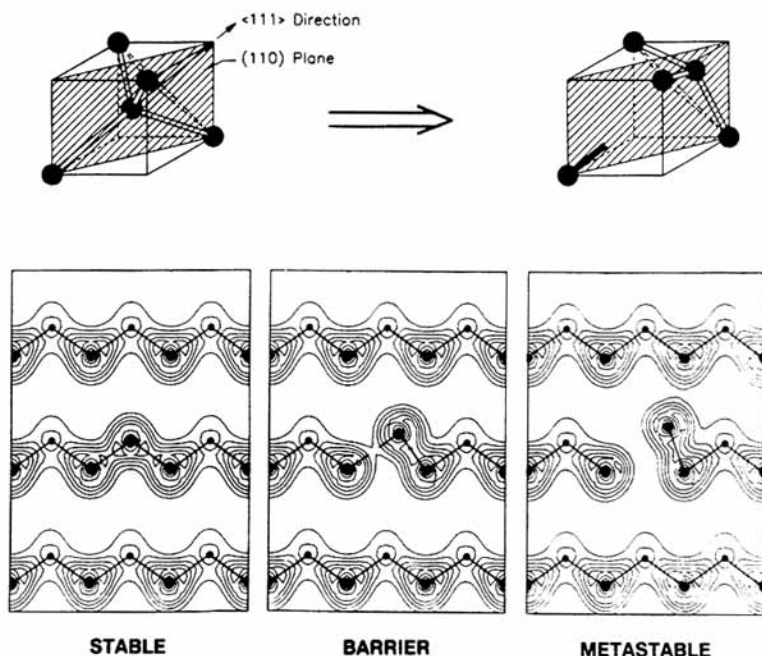 <111> Direction
(110) Plane
STABLE
BARRIER
METASTABLE